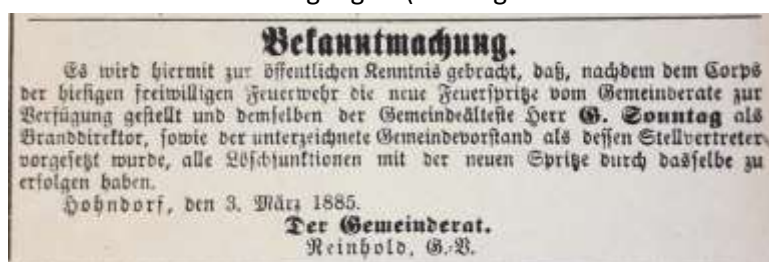 Bekanntmachung.
Es wird hiermit zur öffentlichen Kenntnis gebracht, daß, nachdem dem Corps
der hiesigen freiwilligen Feuerwehr die neue Feuerspritze vom Gemeinderate zur
Verfügung gestellt und demselben der Gemeindeälteste Herr G. Sonntag als
Branddirektor, sowie der unterzeichnete Gemeindevorstand als dessen Stellvertreter
vorgesetzt wurde, alle Löschfunktionen mit der neuen Spritze durch dasselbe zu
erfolgen haben.
Hohndorf, den 3. März 1885.
Der Gemeinderat.
Reinhold, G.-V.